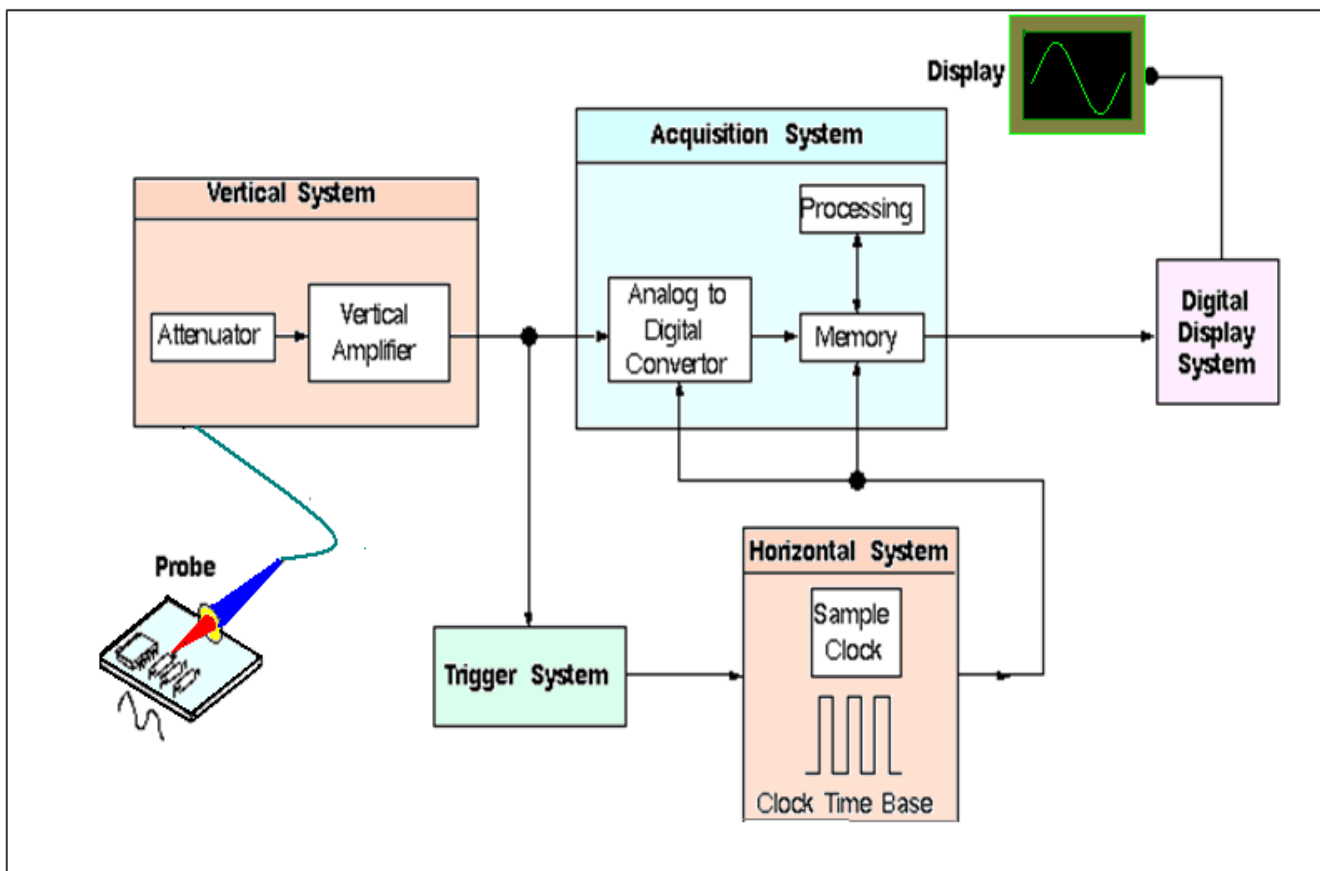 Display
Acquisition System
Vertical System
Processing
Attenuator
Vertical
Amplifier
Analog to
Digital
Convertor
Memory
Digital
Display
System
Probe
Horizontal System
Sample
Clock
Trigger System
Clock Time Base